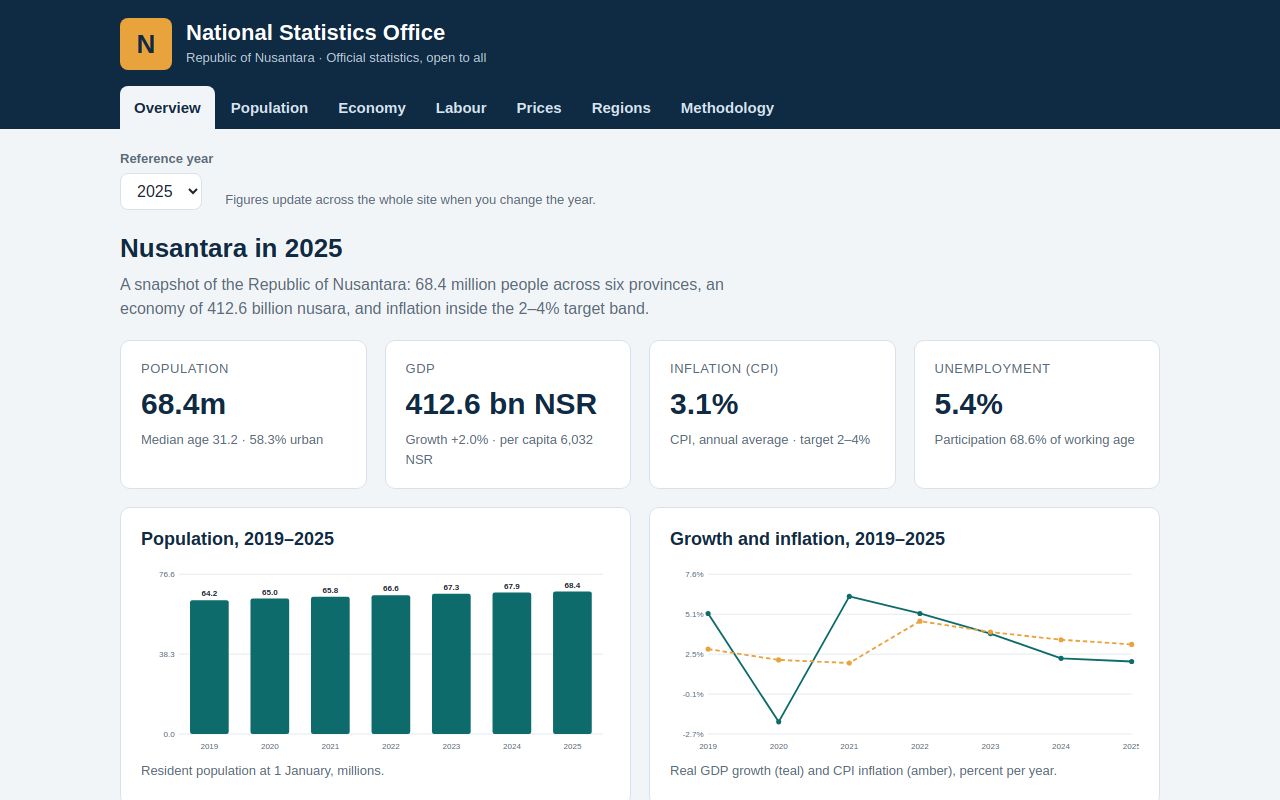 N
National Statistics Office
Republic of Nusantara · Official statistics, open to all
Overview Population Economy Labour Prices Regions Methodology
Reference year
2025
Figures update across the whole site when you change the year.
Nusantara in 2025
A snapshot of the Republic of Nusantara: 68.4 million people across six provinces, an
economy of 412.6 billion nusara, and inflation inside the 2–4% target band.
POPULATION
68.4m
Median age 31.2 · 58.3% urban
GDP
412.6 bn NSR
Growth +2.0% · per capita 6,032
NSR
INFLATION (CPI)
3.1%
CPI, annual average · target 2–4%
UNEMPLOYMENT
5.4%
Participation 68.6% of working age
Population, 2019–2025
76.6
38.3
0.0
64.2 65.0 65.8 66.6 67.3 67.9 68.4
2019 2020 2021 2022 2023 2024 2025
Resident population at 1 January, millions.
Growth and inflation, 2019–2025
7.6%
5.1%
2.5%
-0.1%
-2.7%
2019 2020 2021 2022 2023 2024 2025
Real GDP growth (teal) and CPI inflation (amber), percent per year.